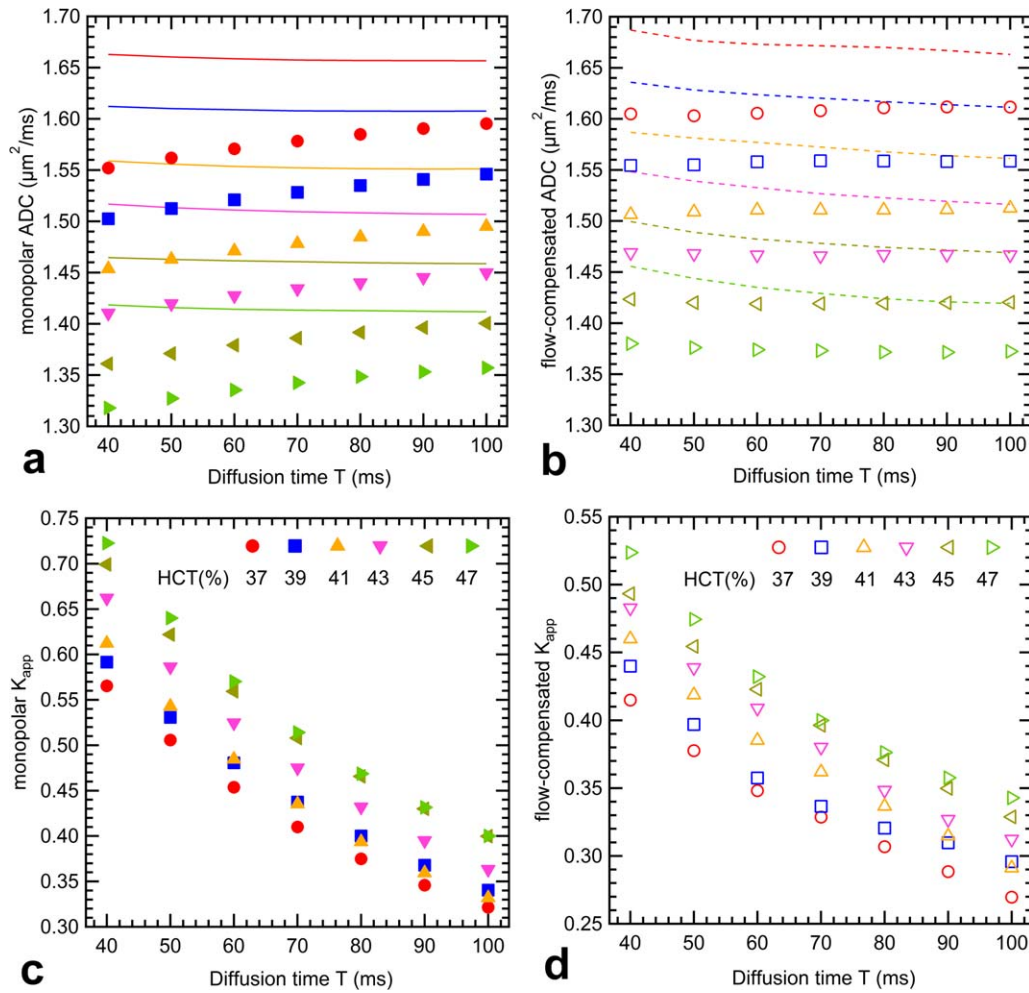 1.70
1.65
1.60
1.55
1.50
1.45
1.40
1.35
1.30
monopolar ADC (µm²/ms)
40 50 60 70 80 90 100
Diffusion time T (ms)
a
1.70
1.65
1.60
1.55
1.50
1.45
1.40
1.35
1.30
flow-compensated ADC (µm²/ms)
40 50 60 70 80 90 100
Diffusion time T (ms)
b
0.75
0.70
0.65
0.60
0.55
0.50
0.45
0.40
0.35
0.30
monopolar Kapp
HCT(%) 37 39 41 43 45 47
40 50 60 70 80 90 100
Diffusion time T (ms)
c
0.55
0.50
0.45
0.40
0.35
0.30
0.25
flow-compensated Kapp
HCT(%) 37 39 41 43 45 47
40 50 60 70 80 90 100
Diffusion time T (ms)
d